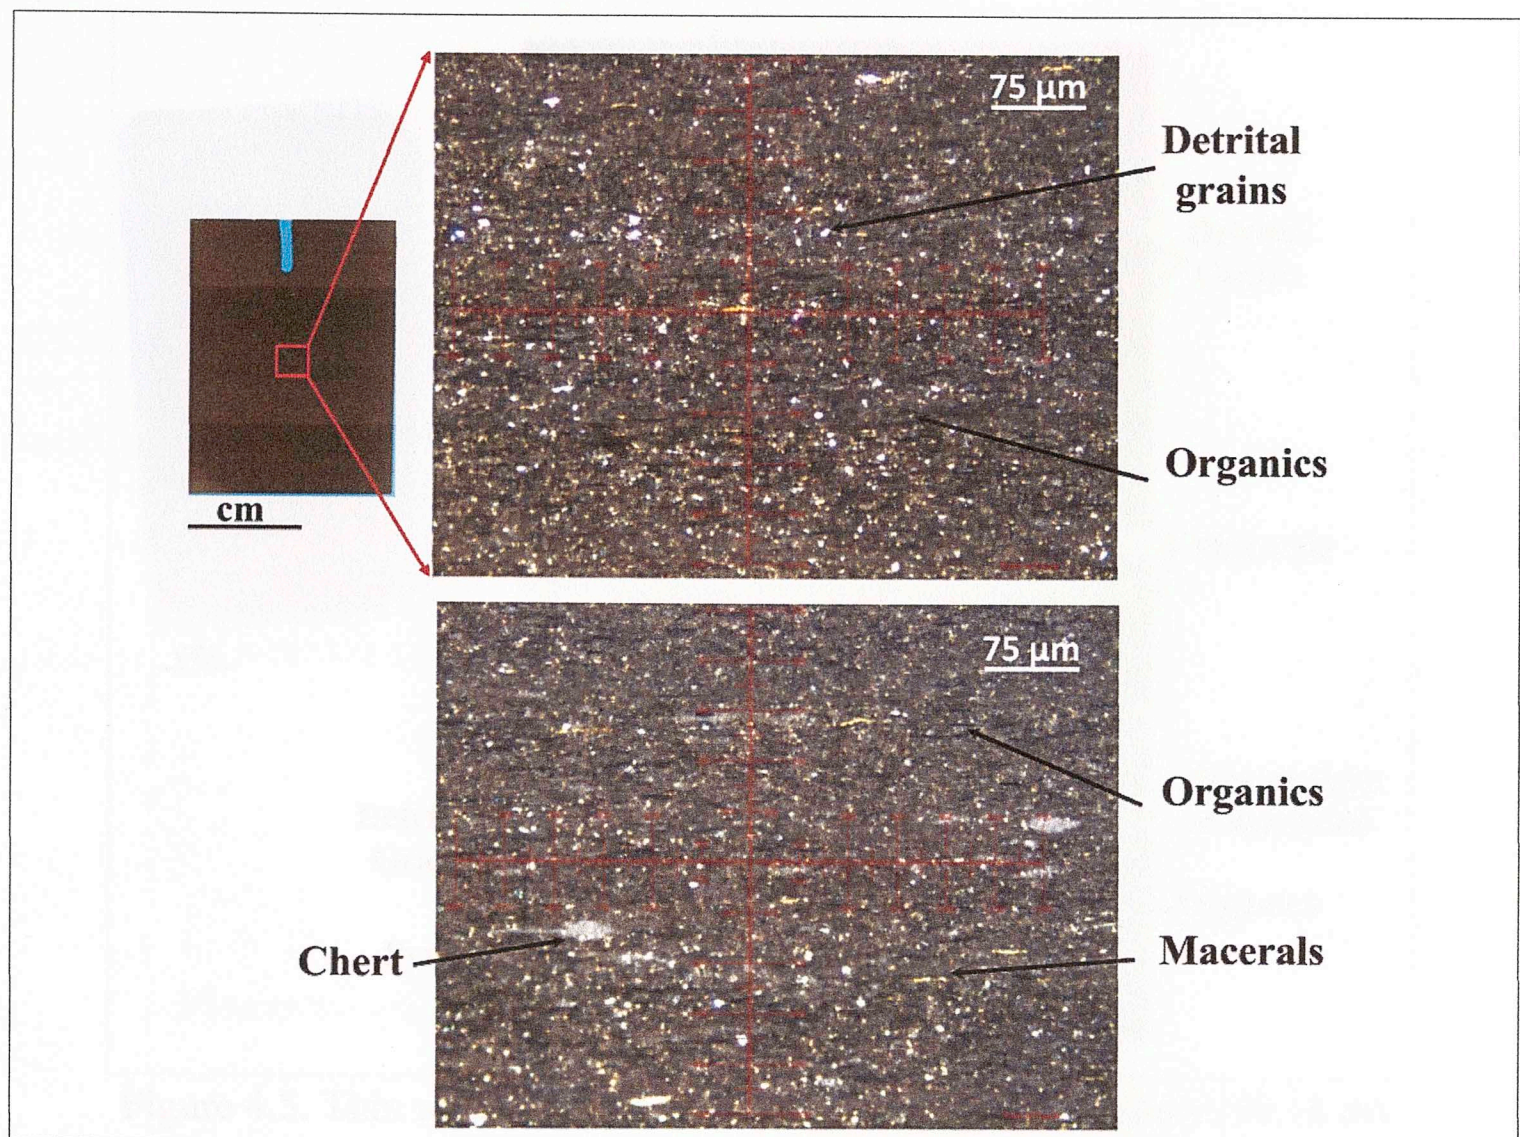 75 µm
Detrital
grains
cm
Organics
75 µm
Organics
Chert
Macerals